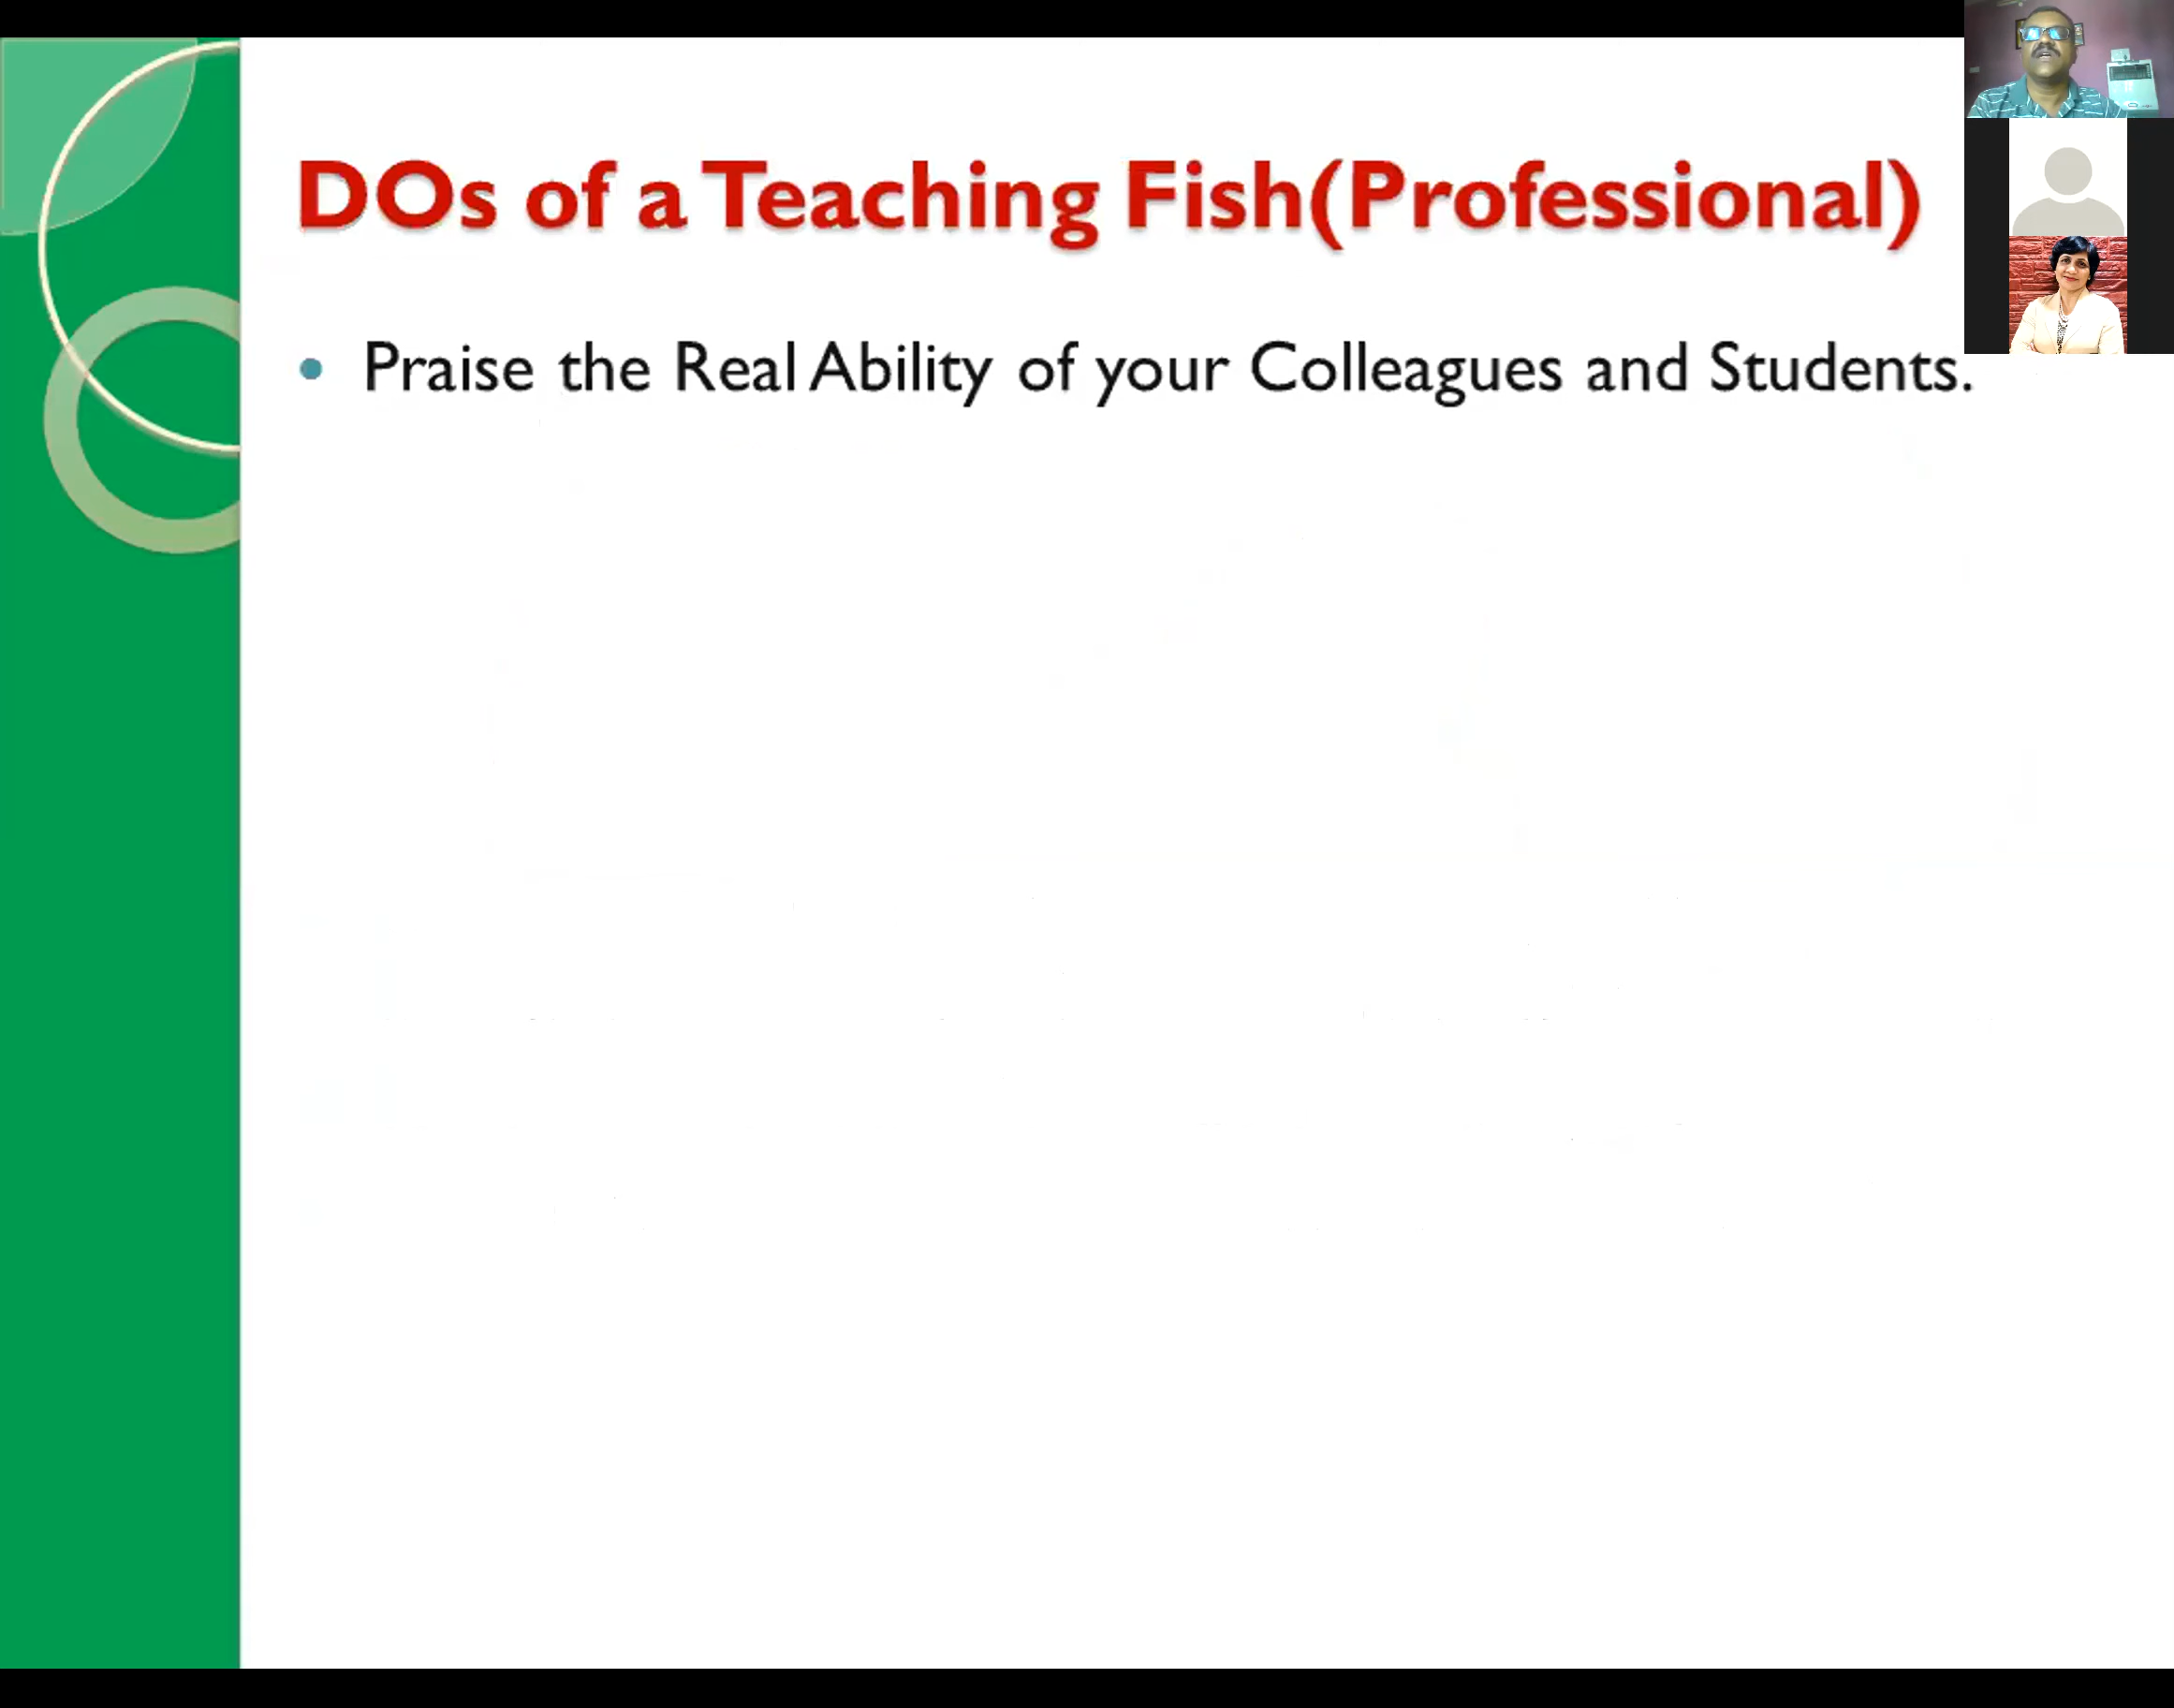 DOs of a Teaching Fish(Professional)
Praise the Real Ability of your Colleagues and Students.